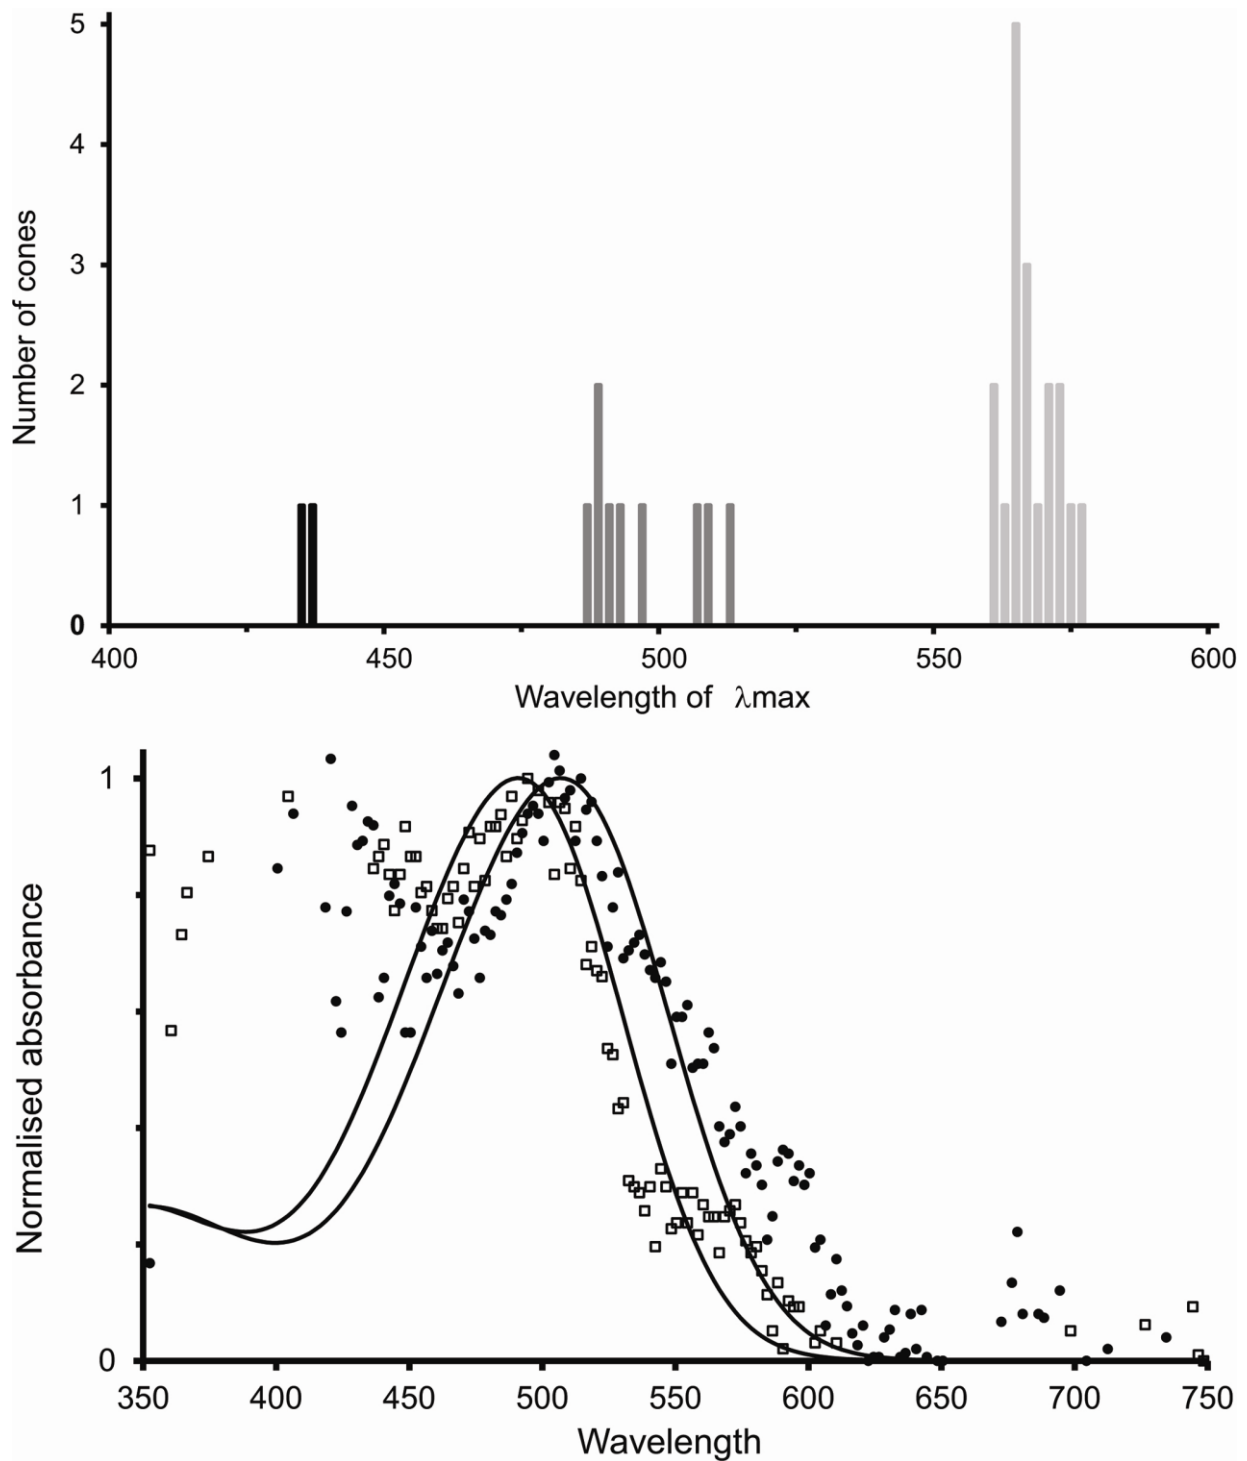 5
4
3
2
1
0
Number of cones
400 450 500 550 600
Wavelength of λmax
1
0
Normalised absorbance
350 400 450 500 550 600 650 700 750
Wavelength